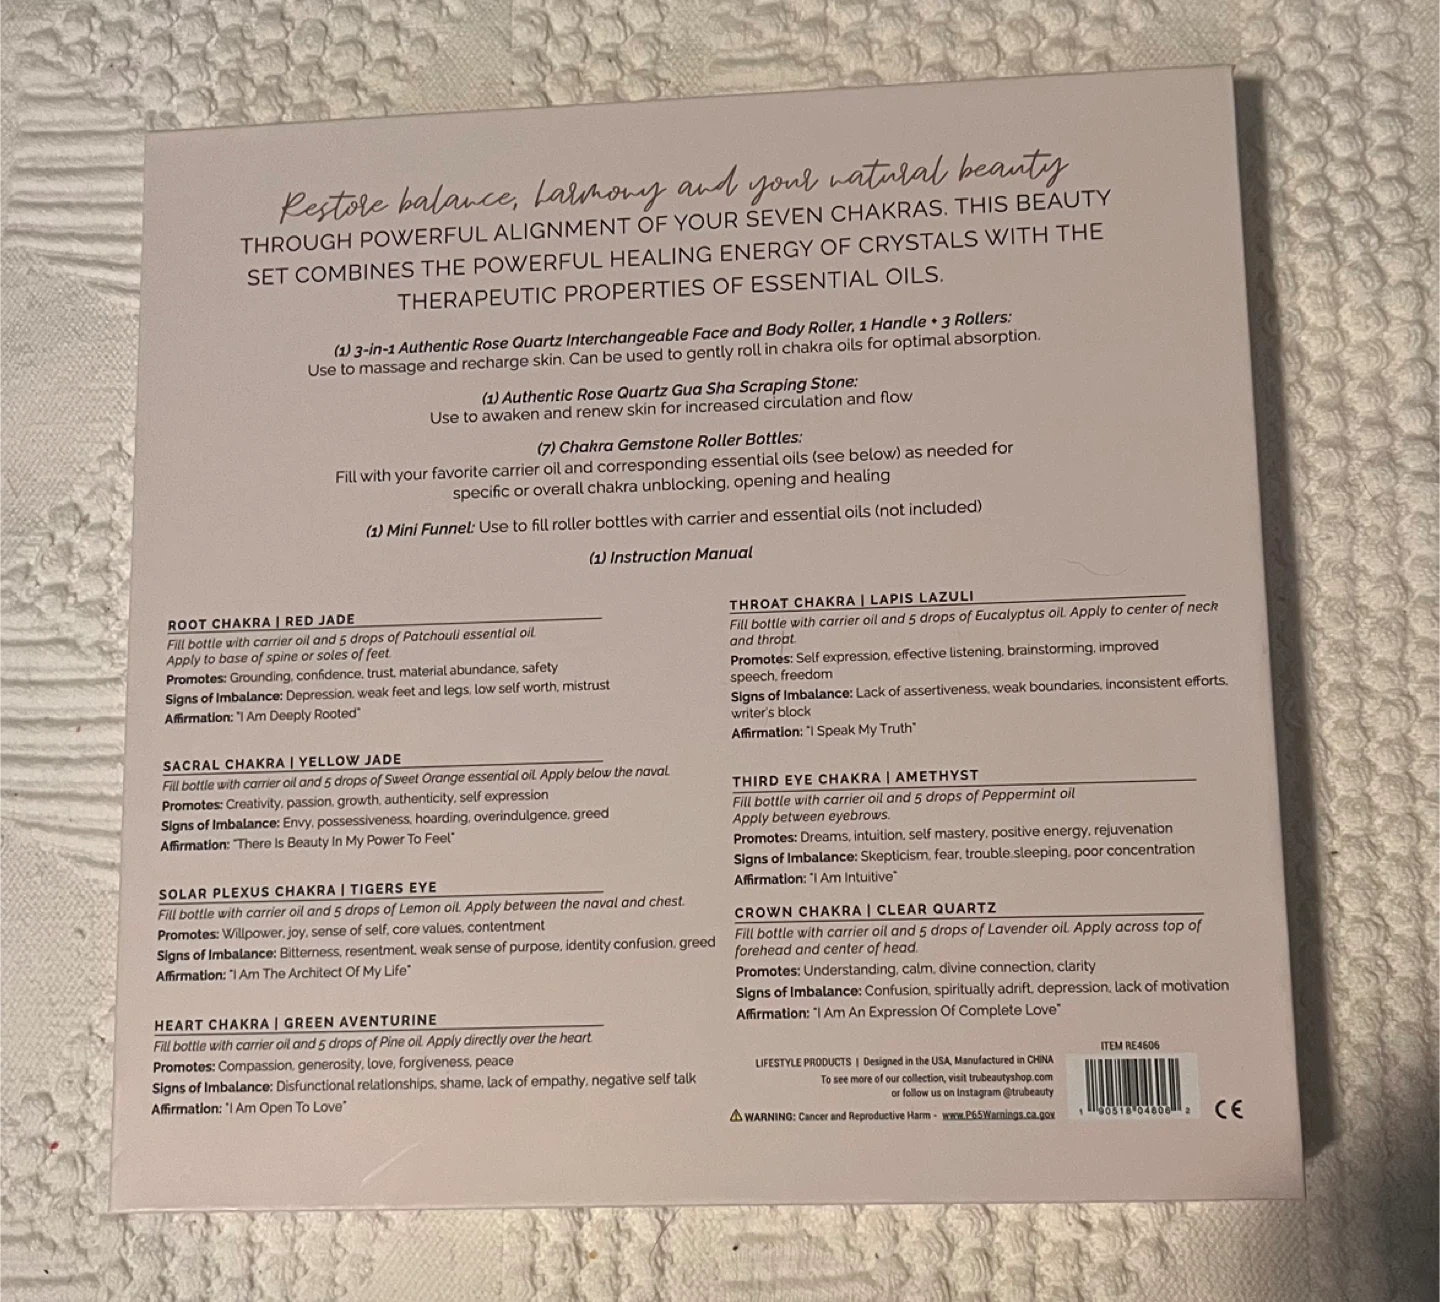 Restore balance, harmony and your natural beauty
THROUGH POWERFUL ALIGNMENT OF YOUR SEVEN CHAKRAS. THIS BEAUTY
SET COMBINES THE POWERFUL HEALING ENERGY OF CRYSTALS WITH THE
THERAPEUTIC PROPERTIES OF ESSENTIAL OILS.
(1) 3-in-1 Authentic Rose Quartz Interchangeable Face and Body Roller, 1 Handle + 3 Rollers:
Use to massage and recharge skin. Can be used to gently roll in chakra oils for optimal absorption.
(1) Authentic Rose Quartz Gua Sha Scraping Stone:
Use to awaken and renew skin for increased circulation and flow
(7) Chakra Gemstone Roller Bottles:
Fill with your favorite carrier oil and corresponding essential oils (see below) as needed for
specific or overall chakra unblocking, opening and healing
(1) Mini Funnel: Use to fill roller bottles with carrier and essential oils (not included)
(1) Instruction Manual
ROOT CHAKRA | RED JADE
Fill bottle with carrier oil and 5 drops of Patchouli essential oil.
Apply to base of spine or soles of feet.
Promotes: Grounding, confidence, trust, material abundance, safety
Signs of Imbalance: Depression, weak feet and legs, low self worth, mistrust
Affirmation: "I Am Deeply Rooted"
SACRAL CHAKRA | YELLOW JADE
Fill bottle with carrier oil and 5 drops of Sweet Orange essential oil. Apply below the naval.
Promotes: Creativity, passion, growth, authenticity, self expression
Signs of Imbalance: Envy, possessiveness, hoarding, overindulgence, greed
Affirmation: "There Is Beauty In My Power To Feel"
SOLAR PLEXUS CHAKRA | TIGERS EYE
Fill bottle with carrier oil and 5 drops of Lemon oil. Apply between the naval and chest.
Promotes: Willpower, joy, sense of self, core values, contentment
Signs of Imbalance: Bitterness, resentment, weak sense of purpose, identity confusion, greed
Affirmation: "I Am The Architect Of My Life"
HEART CHAKRA | GREEN AVENTURINE
Fill bottle with carrier oil and 5 drops of Pine oil. Apply directly over the heart.
Promotes: Compassion, generosity, love, forgiveness, peace
Signs of Imbalance: Disfunctional relationships, shame, lack of empathy, negative self talk
Affirmation: "I Am Open To Love"
THROAT CHAKRA | LAPIS LAZULI
Fill bottle with carrier oil and 5 drops of Eucalyptus oil. Apply to center of neck
and throat.
Promotes: Self expression, effective listening, brainstorming, improved
speech, freedom
Signs of Imbalance: Lack of assertiveness, weak boundaries, inconsistent efforts,
writer's block
Affirmation: "I Speak My Truth"
THIRD EYE CHAKRA | AMETHYST
Fill bottle with carrier oil and 5 drops of Peppermint oil
Apply between eyebrows.
Promotes: Dreams, intuition, self mastery, positive energy, rejuvenation
Signs of Imbalance: Skepticism, fear, trouble sleeping, poor concentration
Affirmation: "I Am Intuitive"
CROWN CHAKRA | CLEAR QUARTZ
Fill bottle with carrier oil and 5 drops of Lavender oil. Apply across top of
forehead and center of head.
Promotes: Understanding, calm, divine connection, clarity
Signs of Imbalance: Confusion, spiritually adrift, depression, lack of motivation
Affirmation: "I Am An Expression Of Complete Love"
ITEM RE4606
LIFESTYLE PRODUCTS | Designed in the USA, Manufactured in CHINA
To see more of our collection, visit trubeautyshop.com
or follow us on Instagram @trubeauty
WARNING: Cancer and Reproductive Harm - www.P65Warnings.ca.gov
1 90518 04606 2
CE